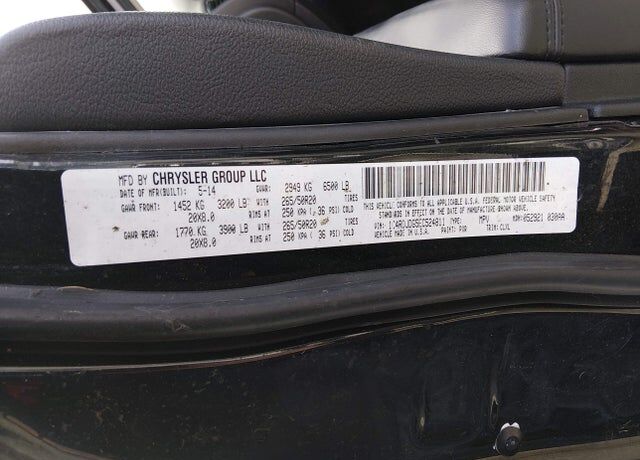 MFD BY CHRYSLER GROUP LLC
DATE OF MFR(BUILT): 5-14 GVWR: 2949 KG 6500 LB
GAWR FRONT: 1452 KG 3200 LB WITH 265/50R20 TIRES
20X8.0 RIMS AT 250 KPA ( 36 PSI) COLD
GAWR REAR: 1770 KG 3900 LB WITH 265/50R20 TIRES
20X8.0 RIMS AT 250 KPA ( 36 PSI) COLD
THIS VEHICLE CONFORMS TO ALL APPLICABLE U.S.A. FEDERAL MOTOR VEHICLE SAFETY
STANDARDS IN EFFECT ON THE DATE OF MANUFACTURE SHOWN ABOVE.
VIN: TYPE: MPV MDH: 052921 030AA
VEHICLE MADE IN U.S.A. PAINT: PXR TRIM: CLXL